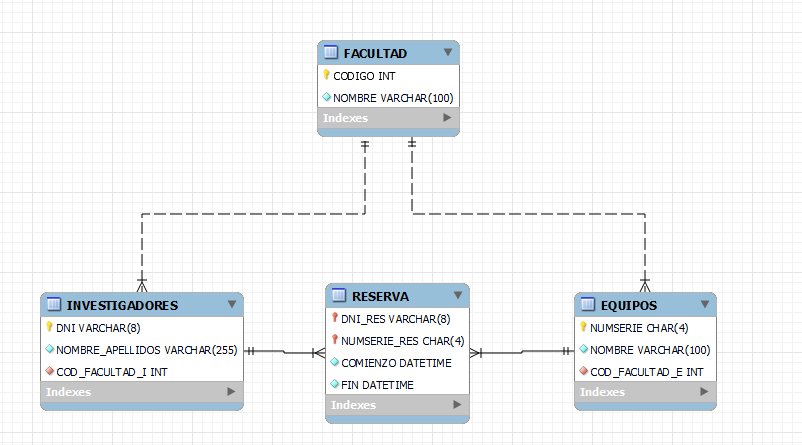 FACULTAD
CODIGO INT
NOMBRE VARCHAR(100)
Indexes
INVESTIGADORES
DNI VARCHAR(8)
NOMBRE_APELLIDOS VARCHAR(255)
COD_FACULTAD_I INT
Indexes
RESERVA
DNI_RES VARCHAR(8)
NUMSERIE_RES CHAR(4)
COMIENZO DATETIME
FIN DATETIME
Indexes
EQUIPOS
NUMSERIE CHAR(4)
NOMBRE VARCHAR(100)
COD_FACULTAD_E INT
Indexes